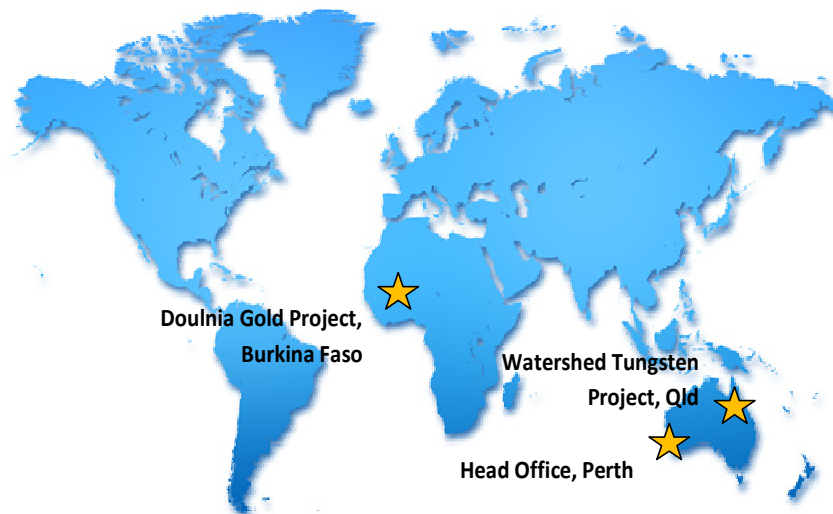 Doulnia Gold Project,
Burkina Faso
Watershed Tungsten
Project, Qld
Head Office, Perth